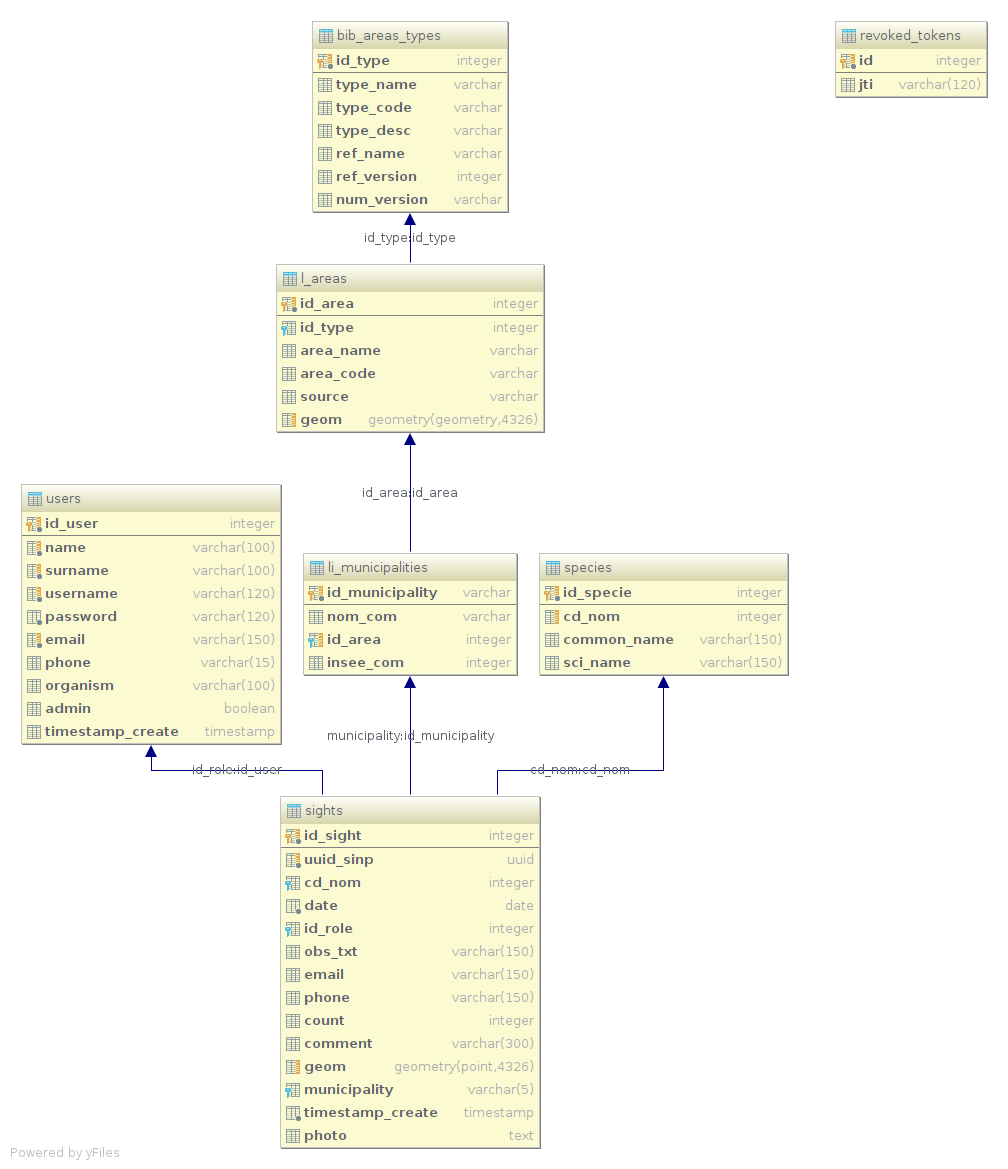 bib_areas_types
id_type integer
type_name varchar
type_code varchar
type_desc varchar
ref_name varchar
ref_version integer
num_version varchar
revoked_tokens
id integer
jti varchar(120)
id_type:id_type
l_areas
id_area integer
id_type integer
area_name varchar
area_code varchar
source varchar
geom geometry(geometry,4326)
id_area:id_area
users
id_user integer
name varchar(100)
surname varchar(100)
username varchar(120)
password varchar(120)
email varchar(150)
phone varchar(15)
organism varchar(100)
admin boolean
timestamp_create timestamp
li_municipalities
id_municipality varchar
nom_com varchar
id_area integer
insee_com integer
species
id_specie integer
cd_nom integer
common_name varchar(150)
sci_name varchar(150)
municipality:id_municipality
id_role:id_user
cd_nom:cd_nom
sights
id_sight integer
uuid_sinp uuid
cd_nom integer
date date
id_role integer
obs_txt varchar(150)
email varchar(150)
phone varchar(150)
count integer
comment varchar(300)
geom geometry(point,4326)
municipality varchar(5)
timestamp_create timestamp
photo text
Powered by yFiles